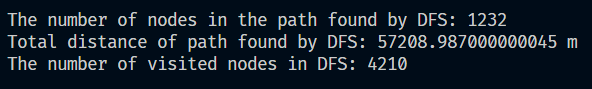 The number of nodes in the path found by DFS: 1232
Total distance of path found by DFS: 57208.987000000045 m
The number of visited nodes in DFS: 4210